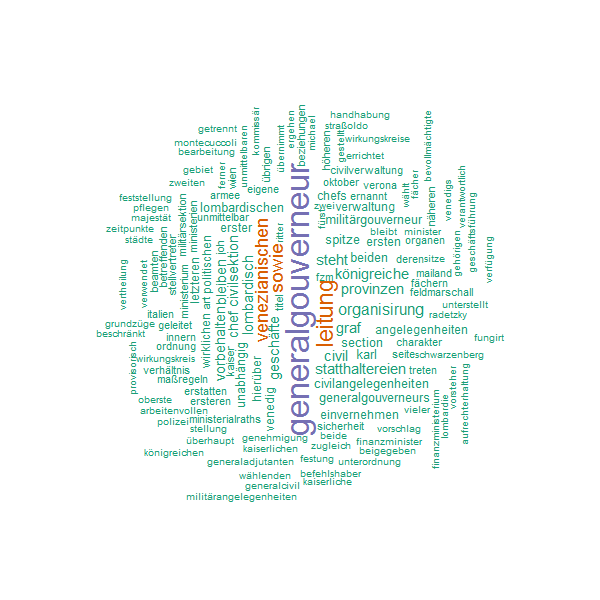 handhabung
getrennt
kommissär
ergehen
beziehungen
michael
straßoldo
bevollmächtigte
montecuccoli
unmittelbaren
übernimmt
höheren
gestellt
wirkungskreise
bearbeitung
übrigen
errichtet
gebiet
ferner
wien
civilverwaltung
fächer
zweiten
eigene
oktober
verona
wählt
näheren
venedigs
verantwortlich
feststellung
armee
chefs
ernannt
pflegen
lombardischen
fürst
zwei
verwaltung
majestät
unmittelbar
militärgouverneur
geschäftsführung
zeitpunkte
militärsektion
ministerien
erster
ritter
bleibt
minister
gehörigen
städte
betreffenden
stellvertreter
politischen
joh
civilsektion
venezianischen
sowie
generalgouverneur
spitze
ersten
organen
verfügung
beamten
letzteren
lombardisch
steht
beiden
derensitze
vertheilung
verwendet
ministerium
art
vorbehalten
bleiben
fzm
königreiche
mailand
fächern
provinzen
feldmarschall
titel
leitung
unterstellt
italien
wirklichen
chef
organisirung
radetzky
grundzüge
geleitet
geschäfte
graf
angelegenheiten
beschränkt
innern
kaiser
unabhängig
section
charakter
fungirt
ordnung
civil
karl
seite
schwarzenberg
wirkungskreis
provisorisch
verhältnis
hierüber
statthaltereien
treten
maßregeln
civilangelegenheiten
vorsteher
erstatten
venedig
generalgouverneurs
oberste
ersteren
finanzministerium
lombardie
aufrechterhaltung
arbeitenvollen
einvernehmen
vieler
polizei
ministerialraths
sicherheit
vorschlag
stellung
beide
überhaupt
genehmigung
zugleich
finanzminister
königreichen
kaiserlichen
beigegeben
generaladjutanten
festung
unterordnung
wählenden
befehlshaber
generalcivil
kaiserliche
militärangelegenheiten